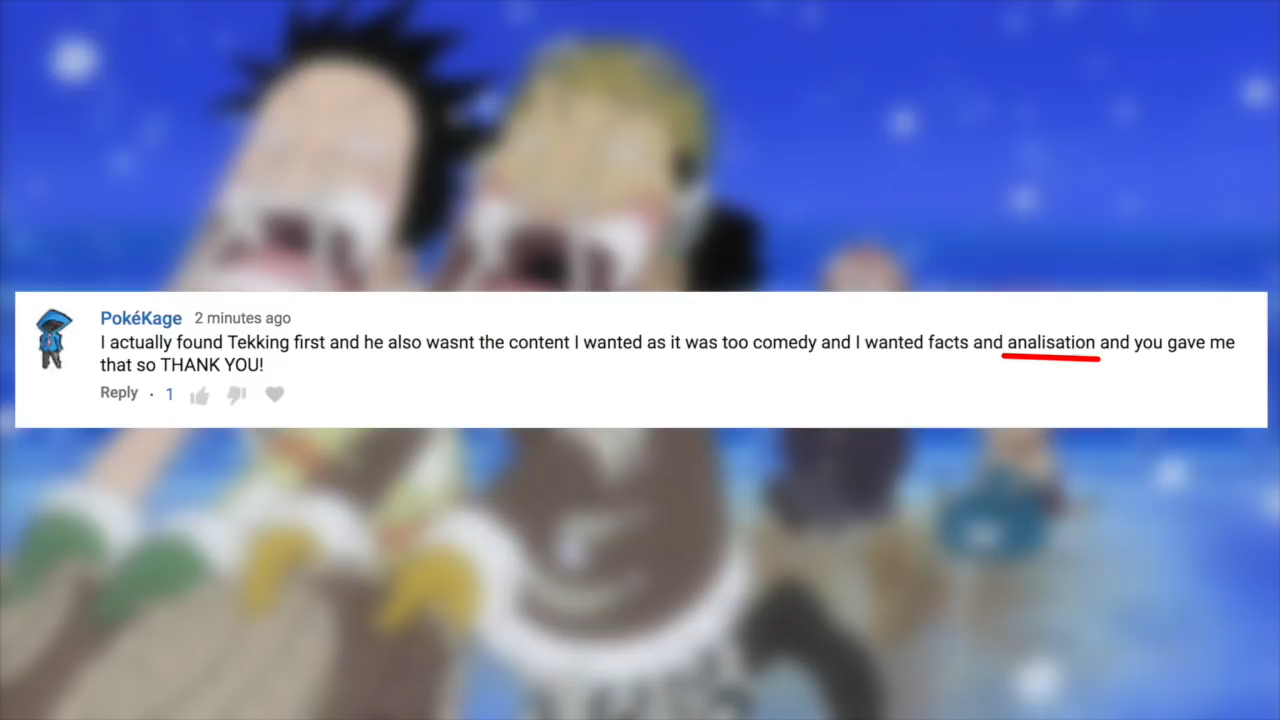 PokéKage 2 minutes ago
I actually found Tekking first and he also wasnt the content I wanted as it was too comedy and I wanted facts and analisation and you gave me
that so THANK YOU!
Reply · 1